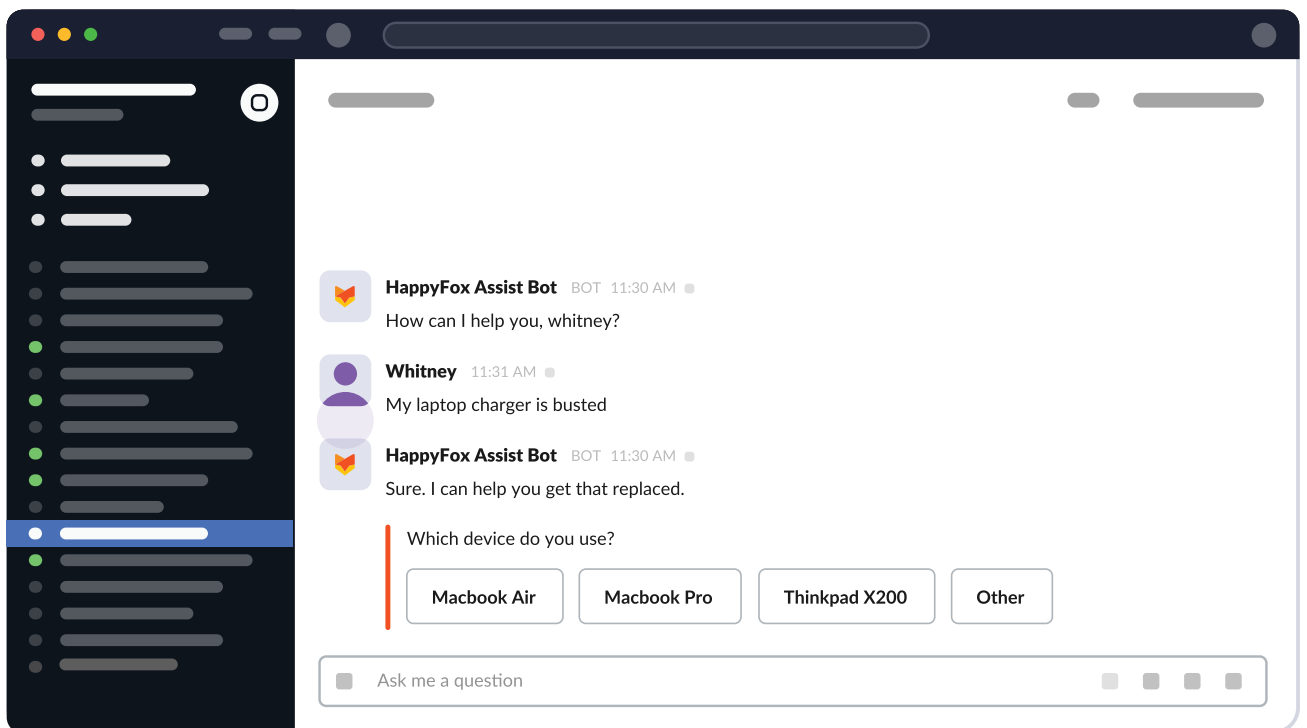 HappyFox Assist Bot BOT 11:30 AM
How can I help you, whitney?
Whitney 11:31 AM
My laptop charger is busted
HappyFox Assist Bot BOT 11:30 AM
Sure. I can help you get that replaced.
Which device do you use?
Macbook Air Macbook Pro Thinkpad X200 Other
Ask me a question